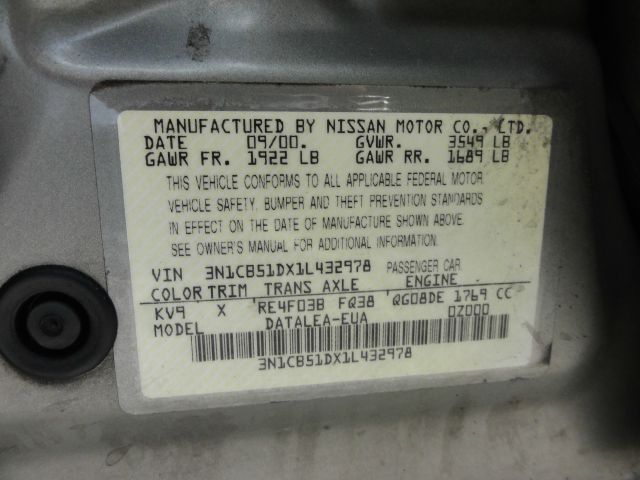 MANUFACTURED BY NISSAN MOTOR CO., LTD.
DATE 09/00. GVWR. 3549 LB
GAWR FR. 1922 LB GAWR RR. 1689 LB
THIS VEHICLE CONFORMS TO ALL APPLICABLE FEDERAL MOTOR
VEHICLE SAFETY, BUMPER AND THEFT PREVENTION STANDARDS
IN EFFECT ON THE DATE OF MANUFACTURE SHOWN ABOVE.
SEE OWNER'S MANUAL FOR ADDITIONAL INFORMATION.
VIN 3N1CB51DX1L432978 PASSENGER CAR
COLOR TRIM TRANS AXLE ENGINE
KV9 X RE4F03B FQ38 QG08DE 1769 CC
MODEL DATALEA-EUA 0Z000
3N1CB51DX1L432978